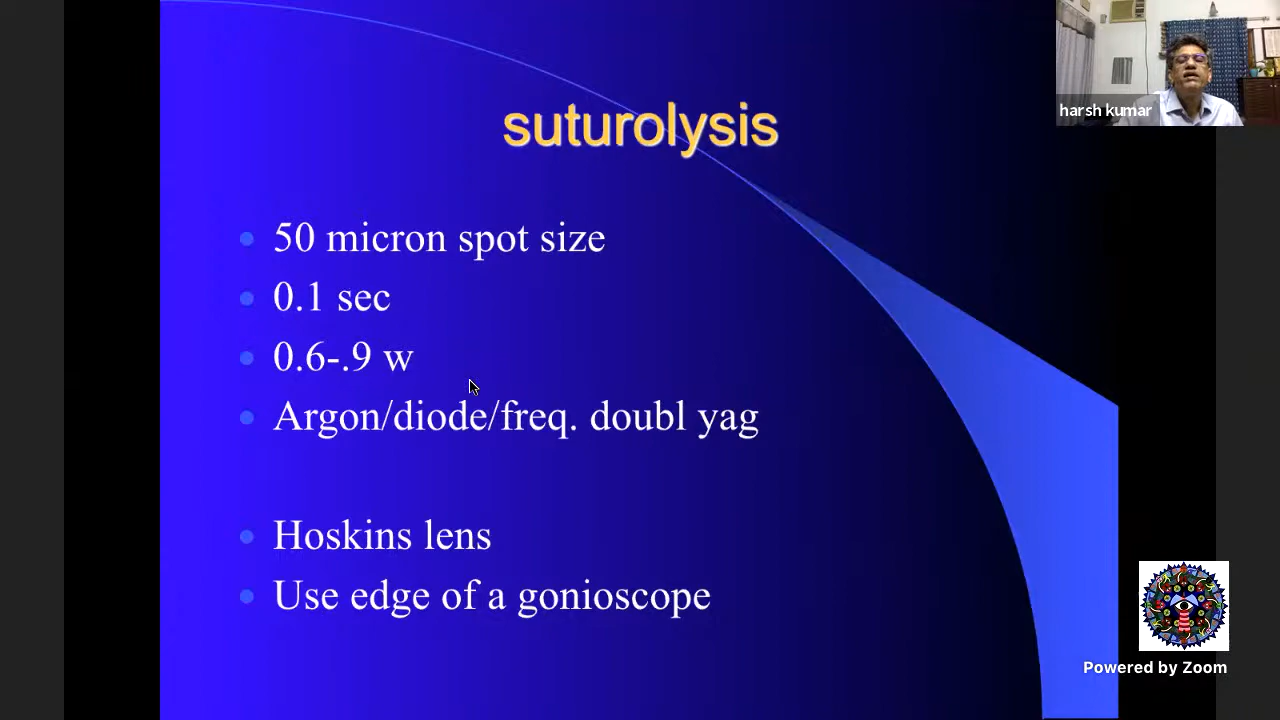 suturolysis
harsh kumar
50 micron spot size
0.1 sec
0.6-.9 w
Argon/diode/freq. doubl yag
Hoskins lens
Use edge of a gonioscope
Powered by Zoom